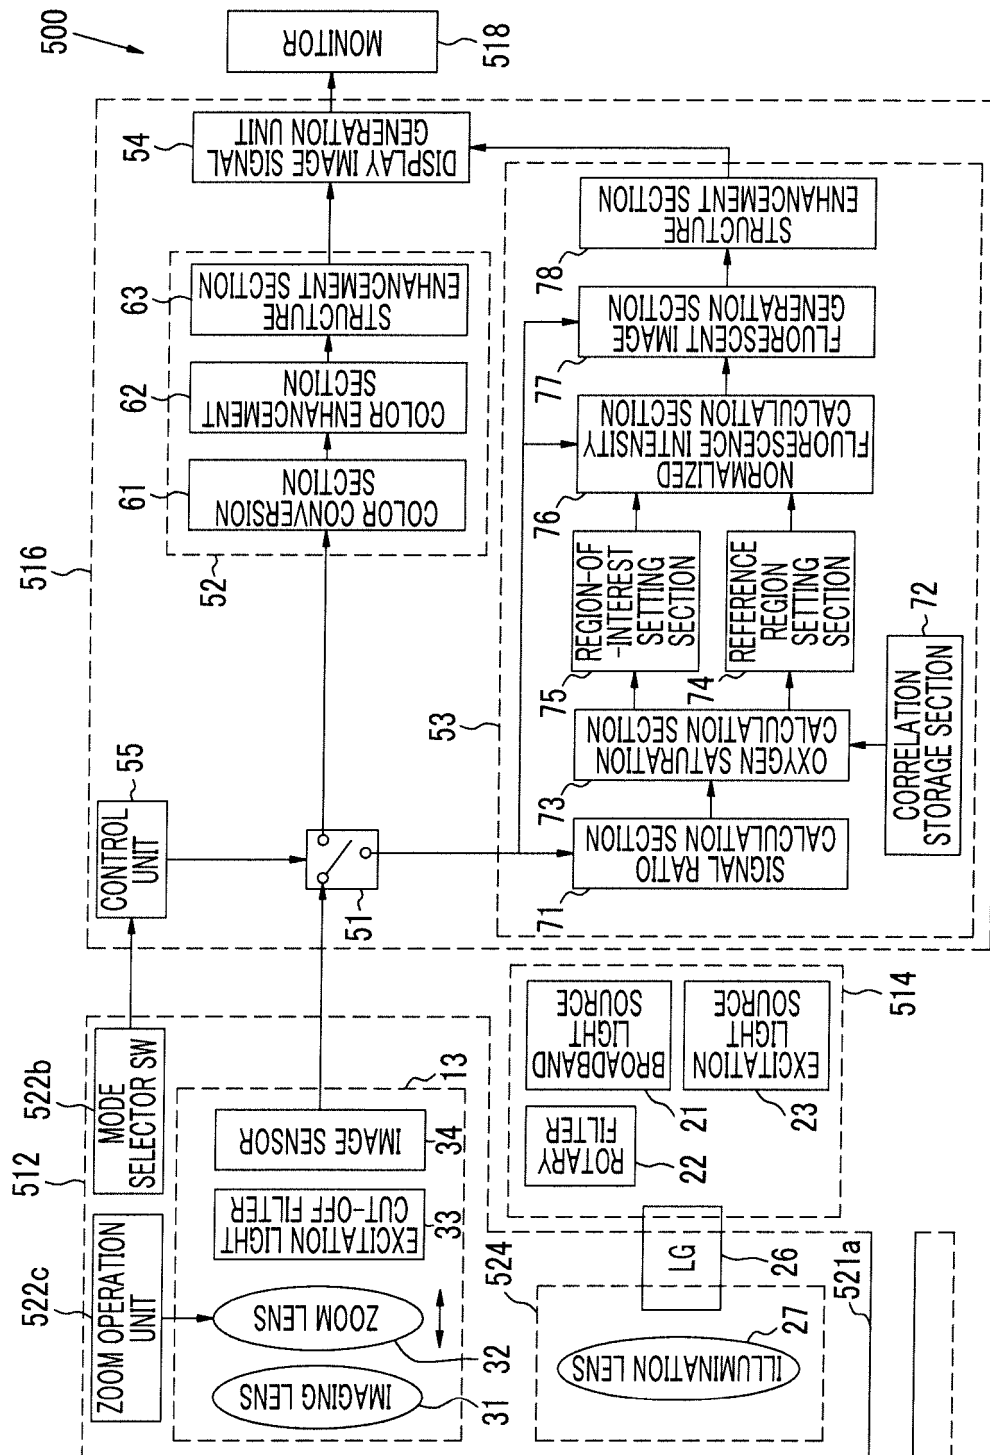 500
512
522c
ZOOM OPERATION
UNIT
522b
MODE
SELECTOR SW
13
IMAGING LENS
31
ZOOM LENS
32
EXCITATION LIGHT
CUT-OFF FILTER
33
IMAGE SENSOR
34
524
ILLUMINATION LENS
27
LG
26
521a
514
ROTARY
FILTER
22
BROADBAND
LIGHT
SOURCE
21
EXCITATION
LIGHT
SOURCE
23
516
55
CONTROL
UNIT
51
52
61
COLOR CONVERSION
SECTION
62
COLOR ENHANCEMENT
SECTION
63
STRUCTURE
ENHANCEMENT SECTION
54
DISPLAY IMAGE SIGNAL
GENERATION UNIT
MONITOR
518
53
71
SIGNAL RATIO
CALCULATION SECTION
73
OXYGEN SATURATION
CALCULATION SECTION
72
CORRELATION
STORAGE SECTION
75
REGION-OF
-INTEREST
SETTING
SECTION
74
REFERENCE
REGION
SETTING
SECTION
76
NORMALIZED
FLUORESCENCE INTENSITY
CALCULATION SECTION
77
FLUORESCENT IMAGE
GENERATION SECTION
78
STRUCTURE
ENHANCEMENT SECTION